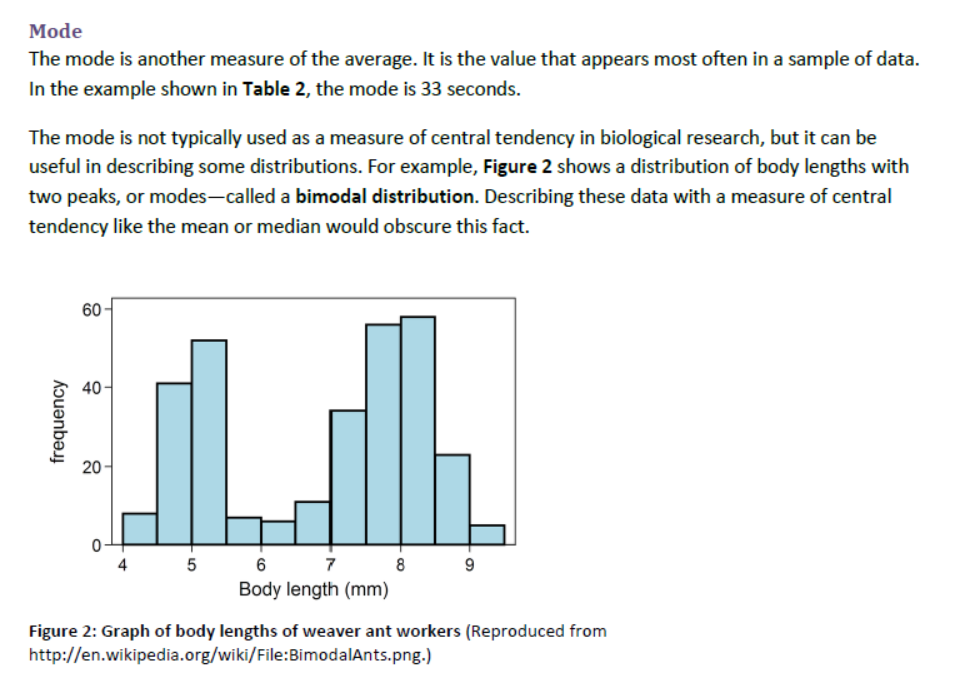 Mode
The mode is another measure of the average. It is the value that appears most often in a sample of data.
In the example shown in Table 2, the mode is 33 seconds.
The mode is not typically used as a measure of central tendency in biological research, but it can be
useful in describing some distributions. For example, Figure 2 shows a distribution of body lengths with
two peaks, or modes—called a bimodal distribution. Describing these data with a measure of central
tendency like the mean or median would obscure this fact.
60
40
20
0
frequency
4 5 6 7 8 9
Body length (mm)
Figure 2: Graph of body lengths of weaver ant workers (Reproduced from
http://en.wikipedia.org/wiki/File:BimodalAnts.png.)